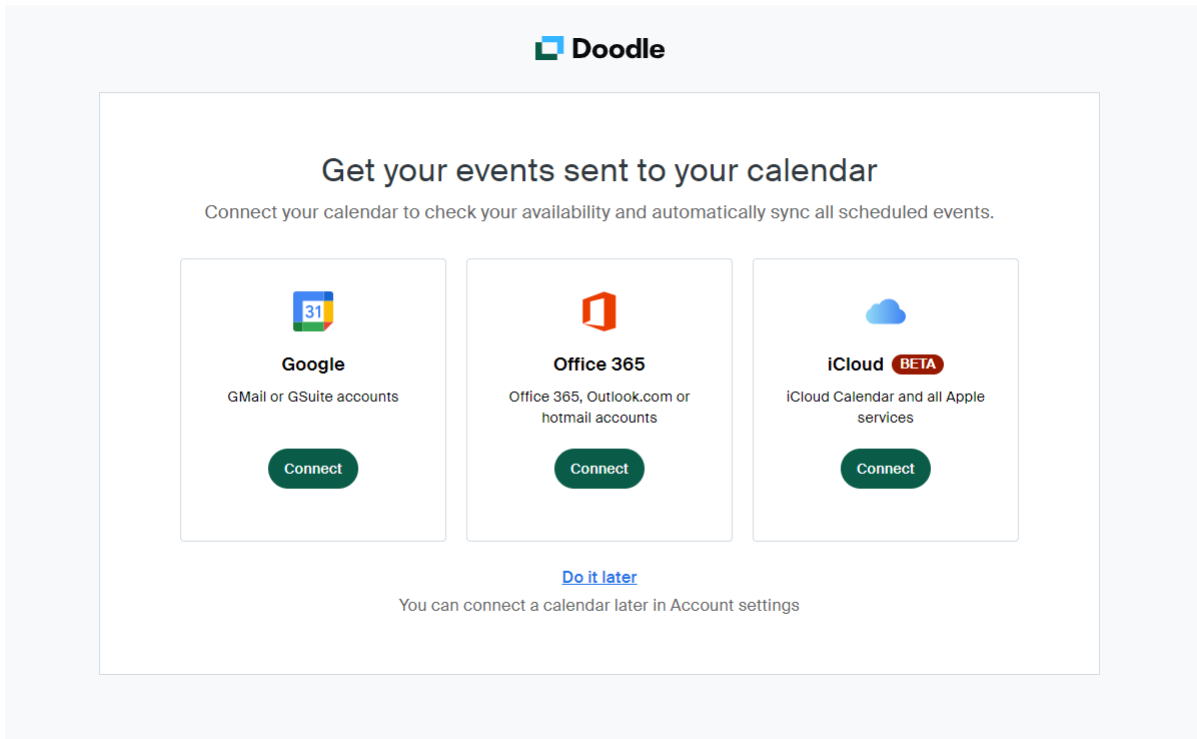 Doodle
Get your events sent to your calendar
Connect your calendar to check your availability and automatically sync all scheduled events.
31
Google
GMail or GSuite accounts
Connect
Office 365
Office 365, Outlook.com or
hotmail accounts
Connect
iCloud BETA
iCloud Calendar and all Apple
services
Connect
Do it later
You can connect a calendar later in Account settings